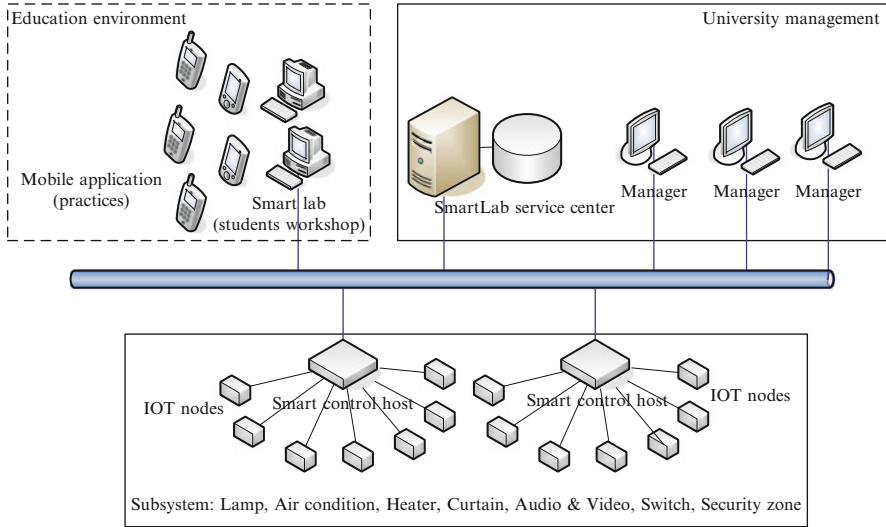 Education environment
University management
Mobile application
(practices)
Smart lab
(students workshop)
SmartLab service center
Manager
Manager
Manager
IOT nodes
Smart control host
Smart control host
IOT nodes
Subsystem: Lamp, Air condition, Heater, Curtain, Audio & Video, Switch, Security zone